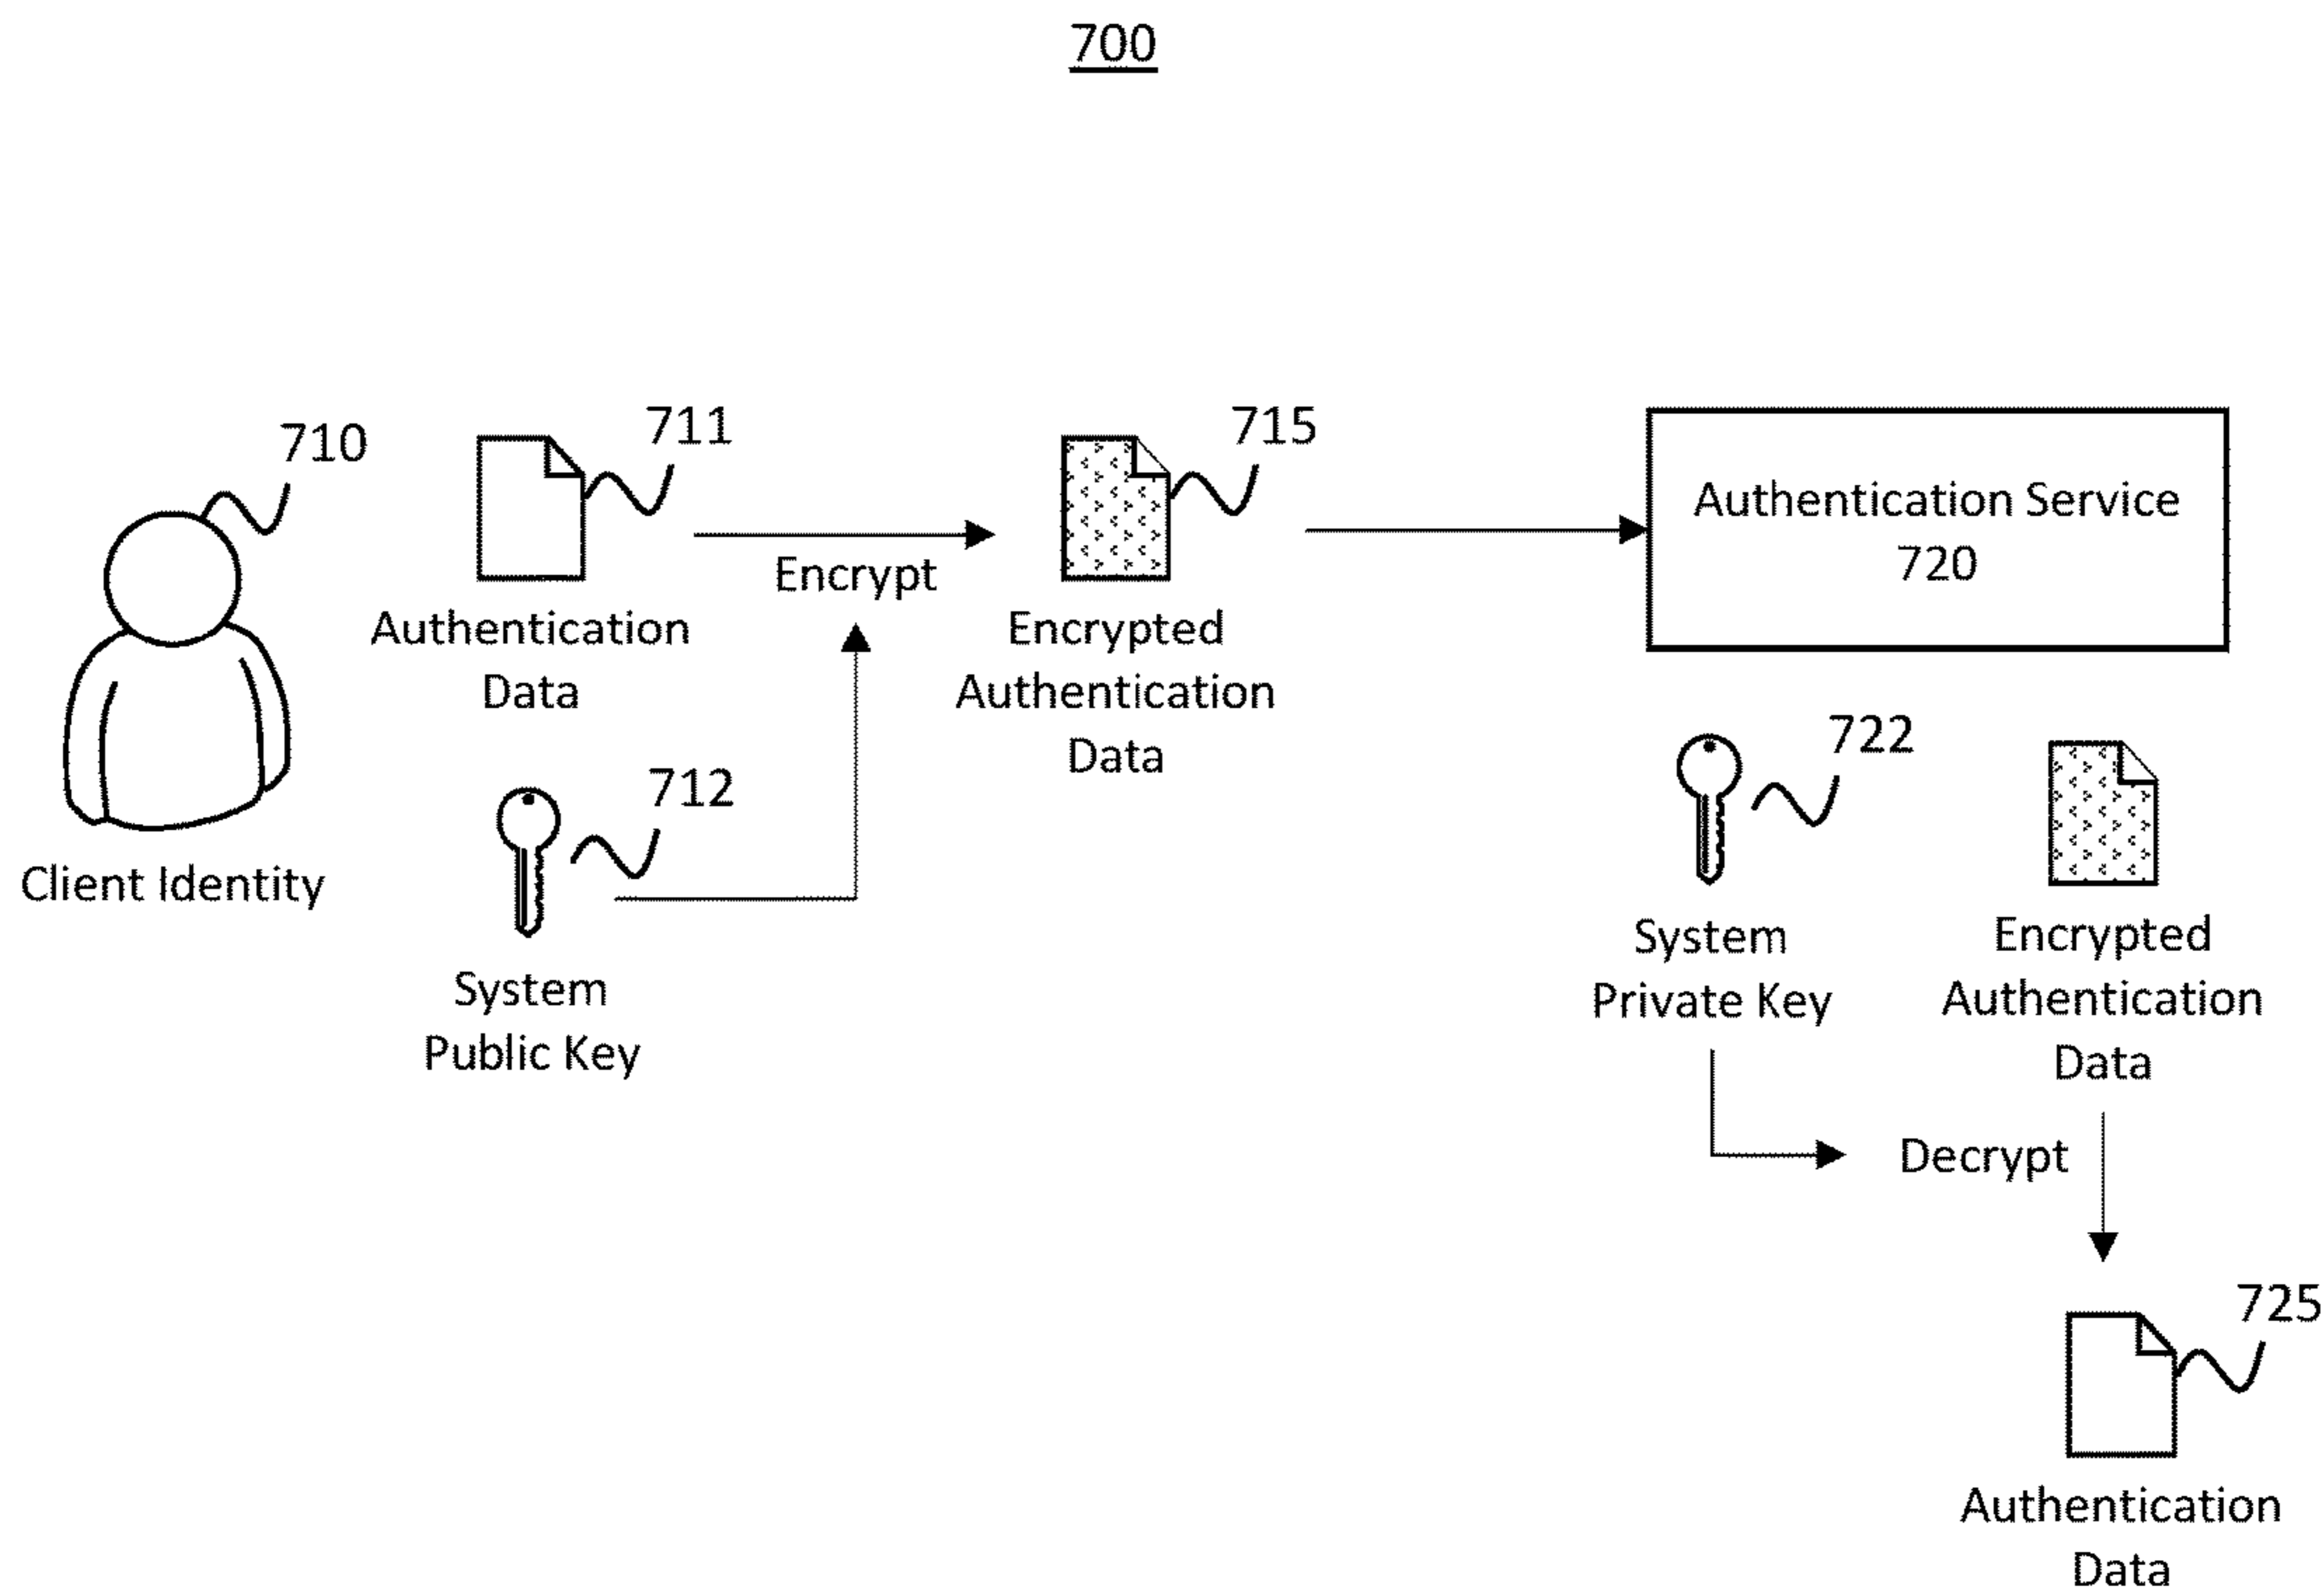 700
710
Client Identity
711
Authentication
Data
712
System
Public Key
Encrypt
715
Encrypted
Authentication
Data
Authentication Service
720
722
System
Private Key
Encrypted
Authentication
Data
Decrypt
725
Authentication
Data